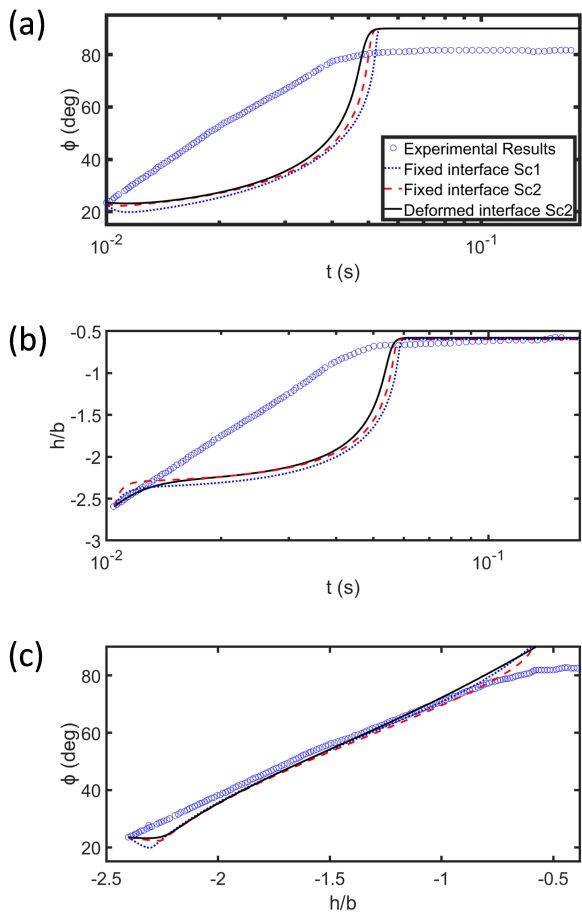 (a)
80
60
40
20
ϕ (deg)
Experimental Results
Fixed interface Sc1
Fixed interface Sc2
Deformed interface Sc2
10-2
10-1
t (s)
(b)
-0.5
-1
-1.5
-2
-2.5
-3
h/b
10-2
10-1
t (s)
(c)
80
60
40
20
ϕ (deg)
-2.5
-2
-1.5
-1
-0.5
h/b